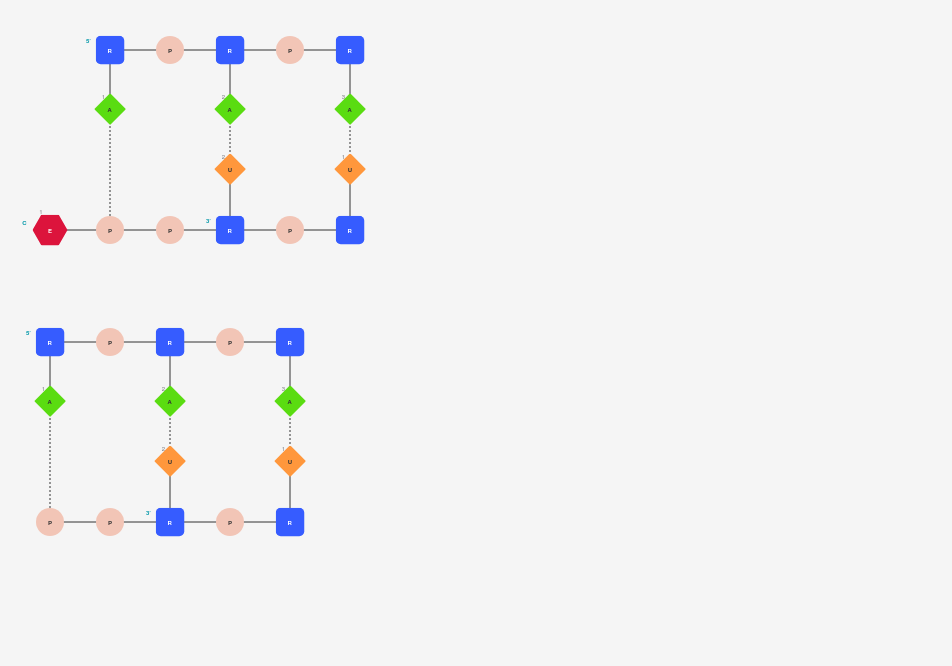 5' R P R P R
1 2 3
A A A
2 1
U U
C 1 3'
E P P R P R
5' R P R P R
1 2 3
A A A
2 1
U U
3'
P P R P R